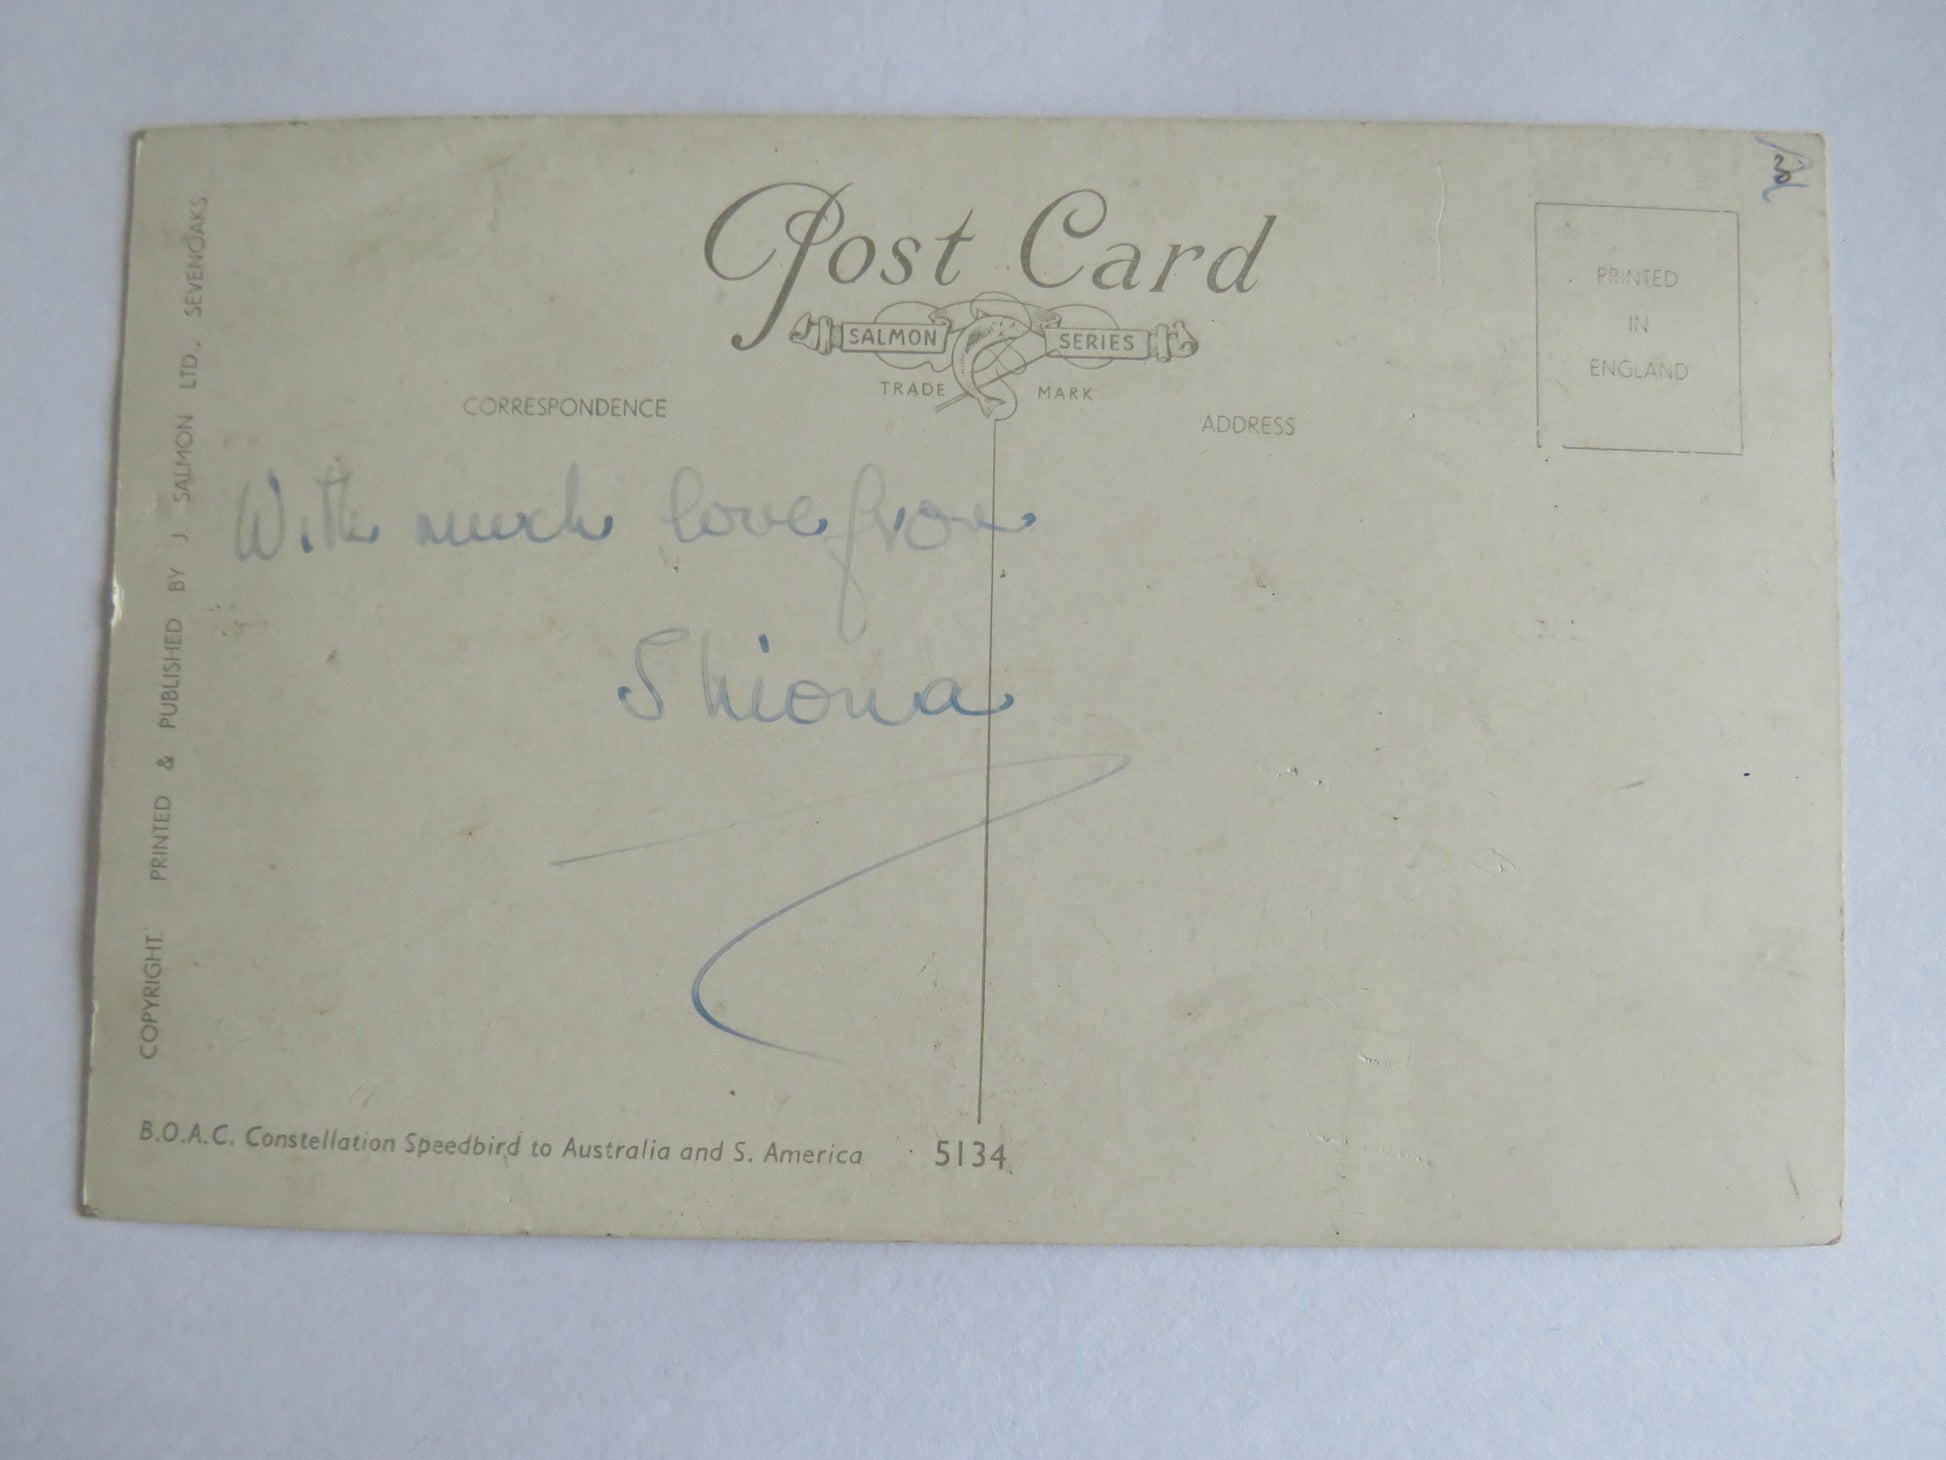 Post Card
SALMON SERIES
TRADE MARK
CORRESPONDENCE
ADDRESS
PRINTED
IN
ENGLAND
With much love from
Shiona
COPYRIGHT. PRINTED & PUBLISHED BY J. SALMON LTD., SEVENOAKS
B.O.A.C. Constellation Speedbird to Australia and S. America 5134